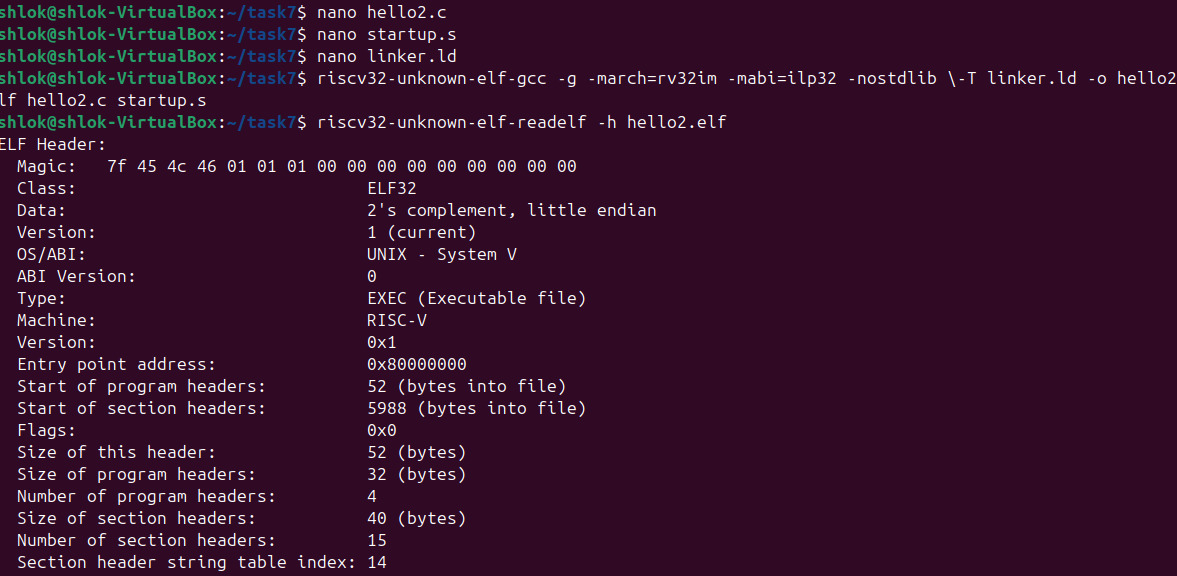 shlok@shlok-VirtualBox:~/task7$ nano hello2.c
shlok@shlok-VirtualBox:~/task7$ nano startup.s
shlok@shlok-VirtualBox:~/task7$ nano linker.ld
shlok@shlok-VirtualBox:~/task7$ riscv32-unknown-elf-gcc -g -march=rv32im -mabi=ilp32 -nostdlib \-T linker.ld -o hello2
lf hello2.c startup.s
shlok@shlok-VirtualBox:~/task7$ riscv32-unknown-elf-readelf -h hello2.elf
ELF Header:
  Magic:   7f 45 4c 46 01 01 01 00 00 00 00 00 00 00 00 00
  Class:                             ELF32
  Data:                              2's complement, little endian
  Version:                           1 (current)
  OS/ABI:                            UNIX - System V
  ABI Version:                       0
  Type:                              EXEC (Executable file)
  Machine:                           RISC-V
  Version:                           0x1
  Entry point address:               0x80000000
  Start of program headers:          52 (bytes into file)
  Start of section headers:          5988 (bytes into file)
  Flags:                             0x0
  Size of this header:               52 (bytes)
  Size of program headers:           32 (bytes)
  Number of program headers:         4
  Size of section headers:           40 (bytes)
  Number of section headers:         15
  Section header string table index: 14